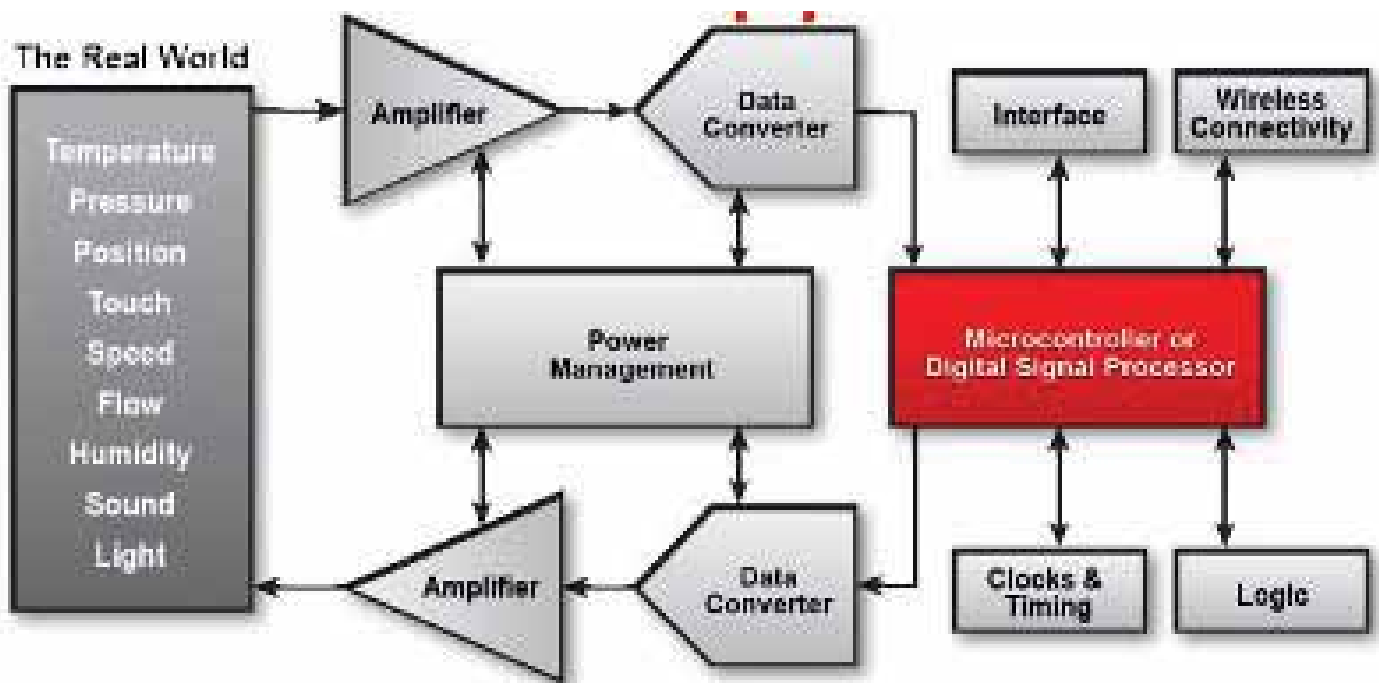 The Real World
Temperature
Pressure
Position
Touch
Speed
Flow
Humidity
Sound
Light
Amplifier
Data
Converter
Interface
Wireless
Connectivity
Power
Management
Microcontroller or
Digital Signal Processor
Amplifier
Data
Converter
Clocks &
Timing
Logic